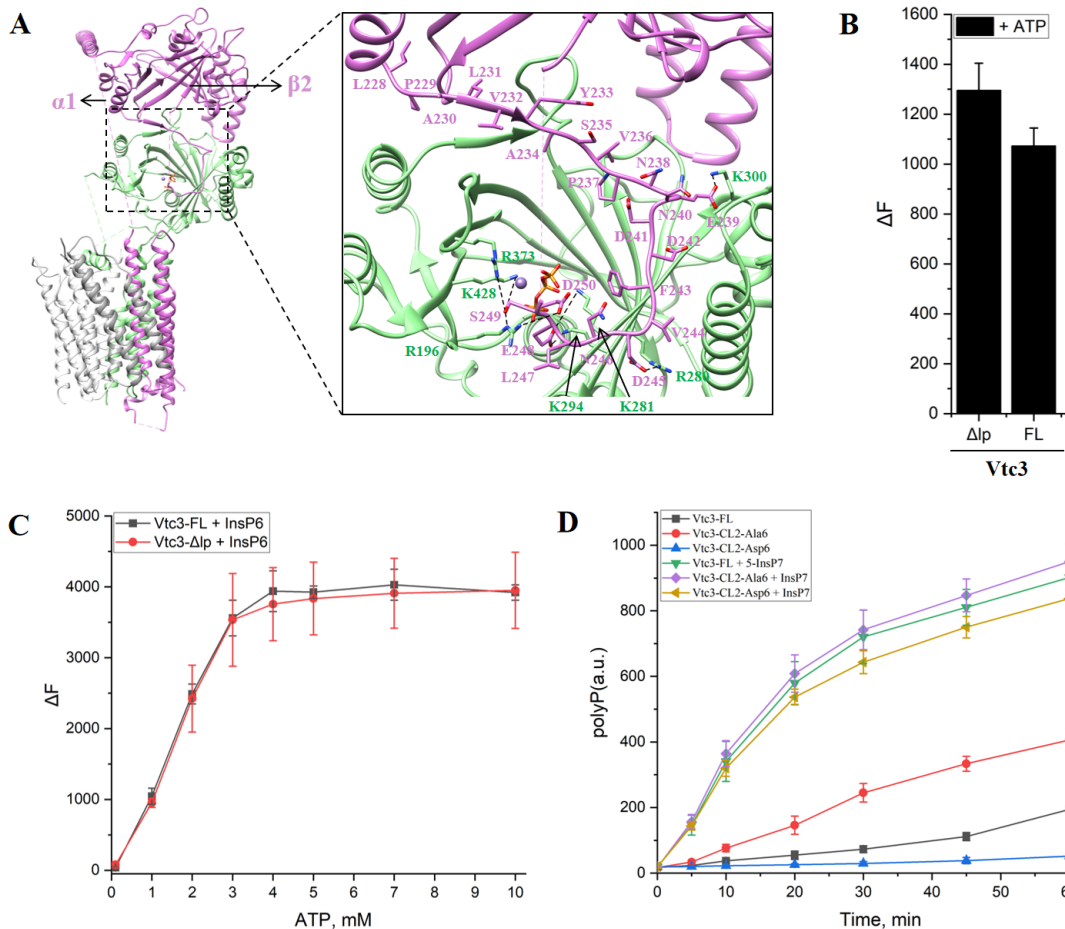 A
α1
β2
L228
P229
L231
A230
V232
Y233
S235
A234
V236
P237
N238
K300
N240
E239
D241
D242
R373
D250
K428
F243
S249
R196
E248
N246
V244
L247
D245
R280
K294
K281
B
+ ATP
1600
1400
1200
1000
800
600
400
200
0
ΔF
Δlp
FL
Vtc3
C
Vtc3-FL + InsP6
Vtc3-Δlp + InsP6
5000
4000
3000
2000
1000
0
ΔF
0 1 2 3 4 5 6 7 8 9 10
ATP, mM
D
Vtc3-FL
Vtc3-CL2-Ala6
Vtc3-CL2-Asp6
Vtc3-FL + 5-InsP7
Vtc3-CL2-Ala6 + InsP7
Vtc3-CL2-Asp6 + InsP7
1000
800
600
400
200
0
polyP(a.u.)
0 10 20 30 40 50
Time, min